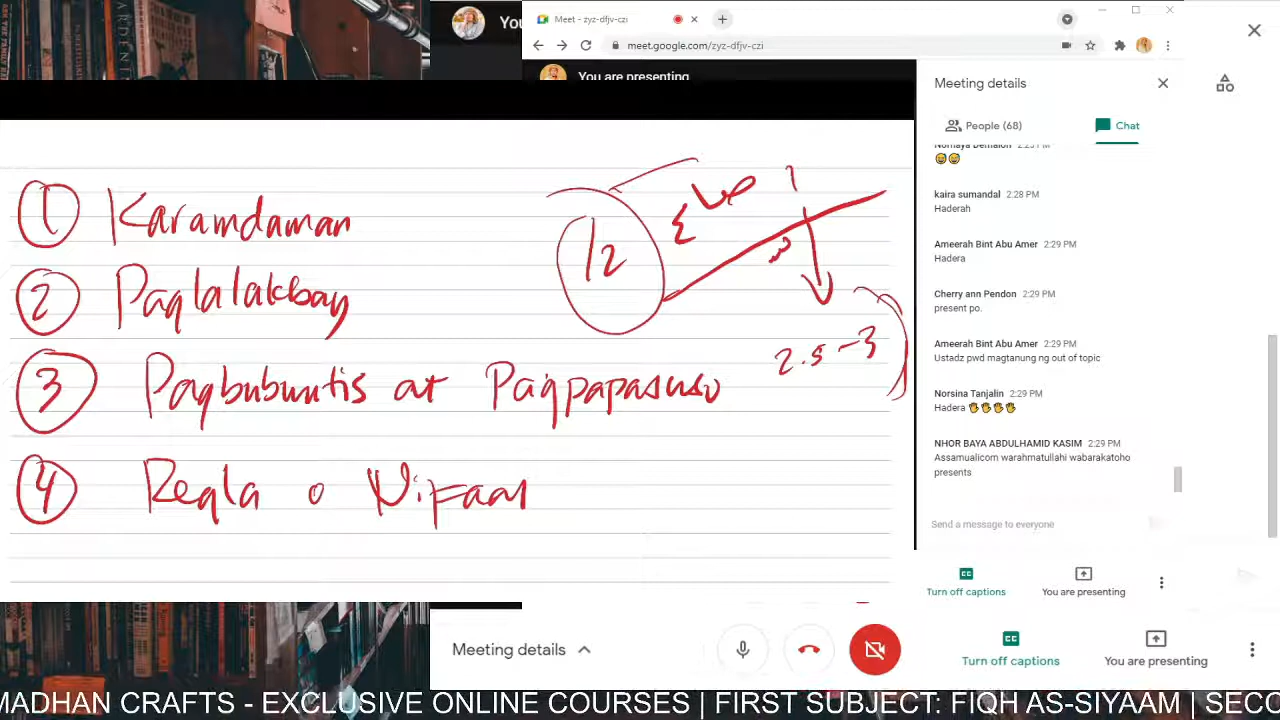 You
Meet - zyz-dfjv-czi
meet.google.com/zyz-dfjv-czi
You are presenting
Meeting details
People (68)
Chat
2:25 PM
kaira sumandal 2:28 PM
Haderah
Ameerah Bint Abu Amer 2:29 PM
Hadera
Cherry ann Pendon 2:29 PM
present po.
Ameerah Bint Abu Amer 2:29 PM
Ustadz pwd magtanung ng out of topic
Norsina Tanjalin 2:29 PM
Hadera 
NHOR BAYA ABDULHAMID KASIM 2:29 PM
Assamualicom warahmatullahi wabarakatoho
presents
Send a message to everyone
Turn off captions
You are presenting
1 Karamdaman
2 Paglalakbay
3 Pagbubuntis at Pagpapasuso
4 Regla o Nifaas
12
2.5 - 3
Meeting details
Turn off captions
You are presenting
MADHAN CRAFTS - EXCLUSIVE ONLINE COURSES | FIRST SUBJECT: FIQH AS-SIYAAM | SECO